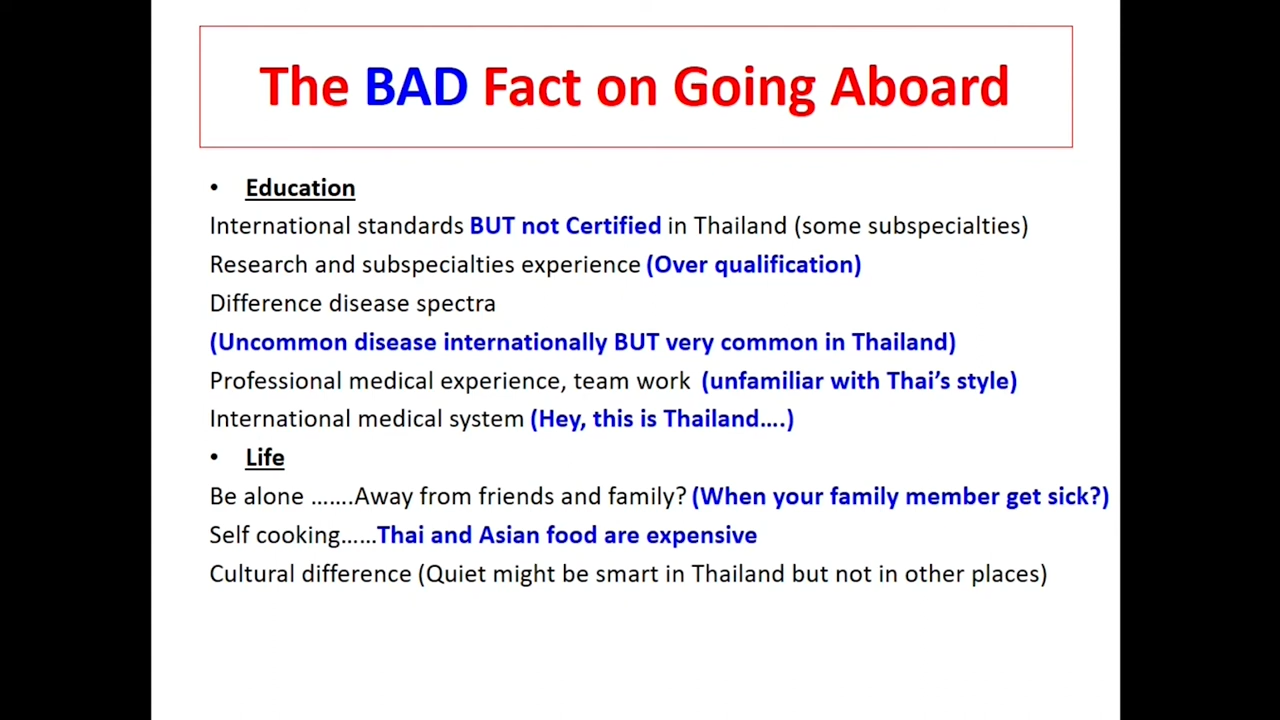 The BAD Fact on Going Aboard
• Education
International standards BUT not Certified in Thailand (some subspecialties)
Research and subspecialties experience (Over qualification)
Difference disease spectra
(Uncommon disease internationally BUT very common in Thailand)
Professional medical experience, team work (unfamiliar with Thai’s style)
International medical system (Hey, this is Thailand….)
• Life
Be alone …….Away from friends and family? (When your family member get sick?)
Self cooking……Thai and Asian food are expensive
Cultural difference (Quiet might be smart in Thailand but not in other places)